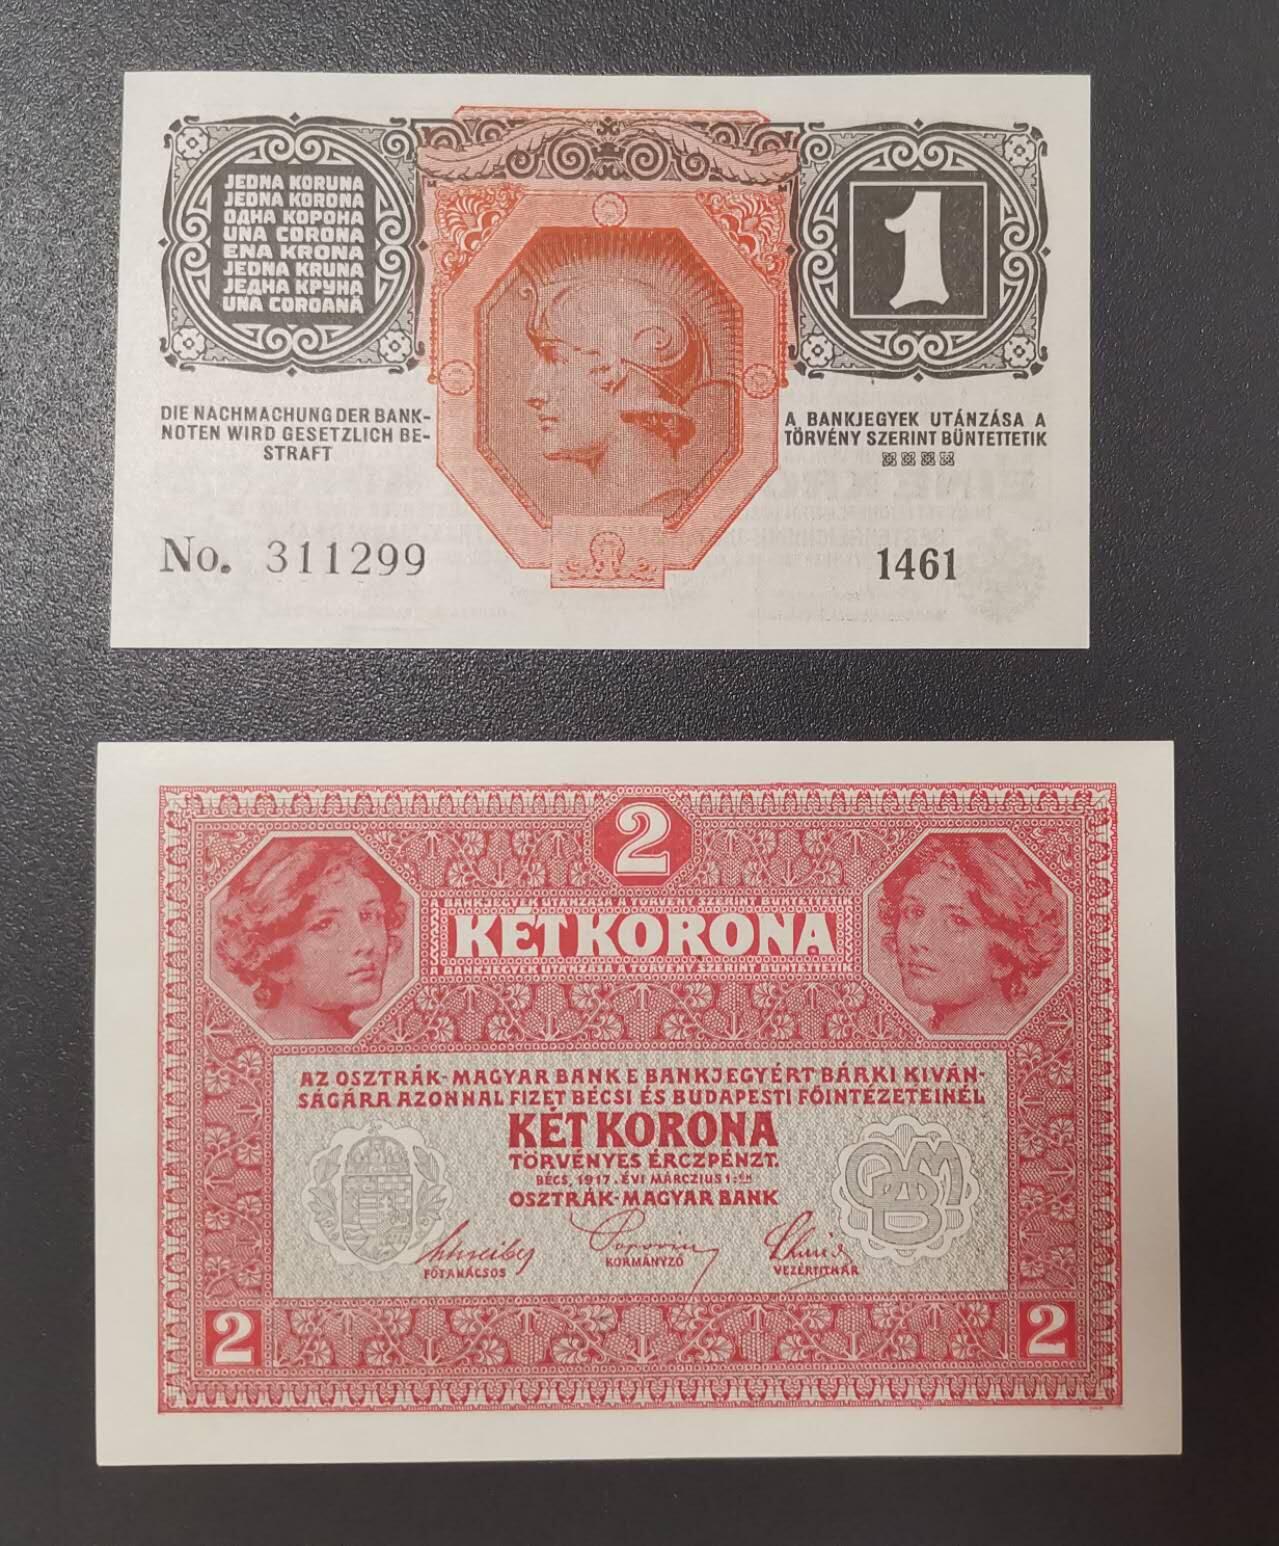 JEDNA KORUNA
JEDNA KORONA
ОДНА КОРОНА
UNA CORONA
ENA KRONA
JEDNA KRUNA
ЈЕДНА КРУНА
UNA COROANĂ
1
DIE NACHMACHUNG DER BANK-
NOTEN WIRD GESETZLICH BE-
STRAFT
A BANKJEGYEK UTÁNZÁSA A
TÖRVÉNY SZERINT BÜNTETTETIK
No. 311299
1461
2
A BANKJEGYEK UTÁNZÁSA A TÖRVÉNY SZERINT BÜNTETTETIK
KÉT KORONA
A BANKJEGYEK UTÁNZÁSA A TÖRVÉNY SZERINT BÜNTETTETIK
AZ OSZTRÁK-MAGYAR BANK E BANKJEGYÉRT BÁRKI KIVÁN-
SÁGÁRA AZONNAL FIZET BÉCSI ÉS BUDAPESTI FŐINTÉZETEINÉL
KÉT KORONA
TÖRVÉNYES ÉRCZPÉNZT.
BÉCS, 1917. ÉVI MÁRCZIUS 1-ÉN
OSZTRÁK-MAGYAR BANK
FŐTANÁCSOS
KORMÁNYZÓ
VEZÉRTITKÁR
2
2